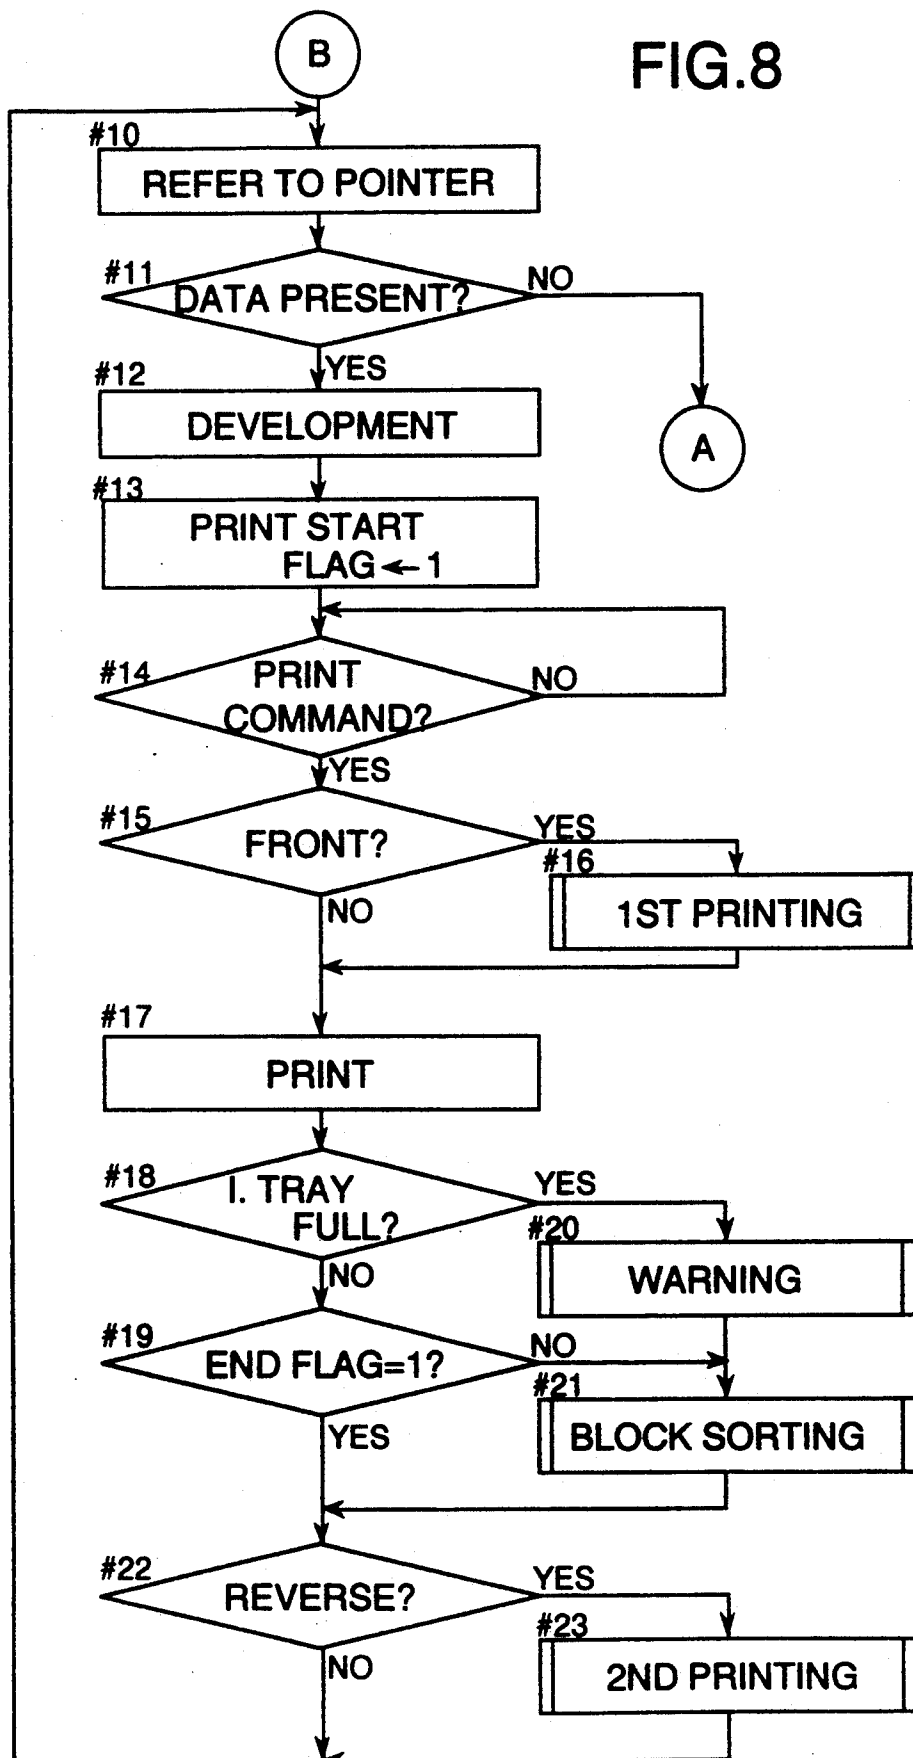 B
FIG.8
#10
REFER TO POINTER
#11
DATA PRESENT?
NO
YES
A
#12
DEVELOPMENT
#13
PRINT START
FLAG ← 1
#14
PRINT
COMMAND?
NO
YES
#15
FRONT?
YES
NO
#16
1ST PRINTING
#17
PRINT
#18
I. TRAY
FULL?
YES
NO
#20
WARNING
#19
END FLAG=1?
NO
YES
#21
BLOCK SORTING
#22
REVERSE?
YES
NO
#23
2ND PRINTING